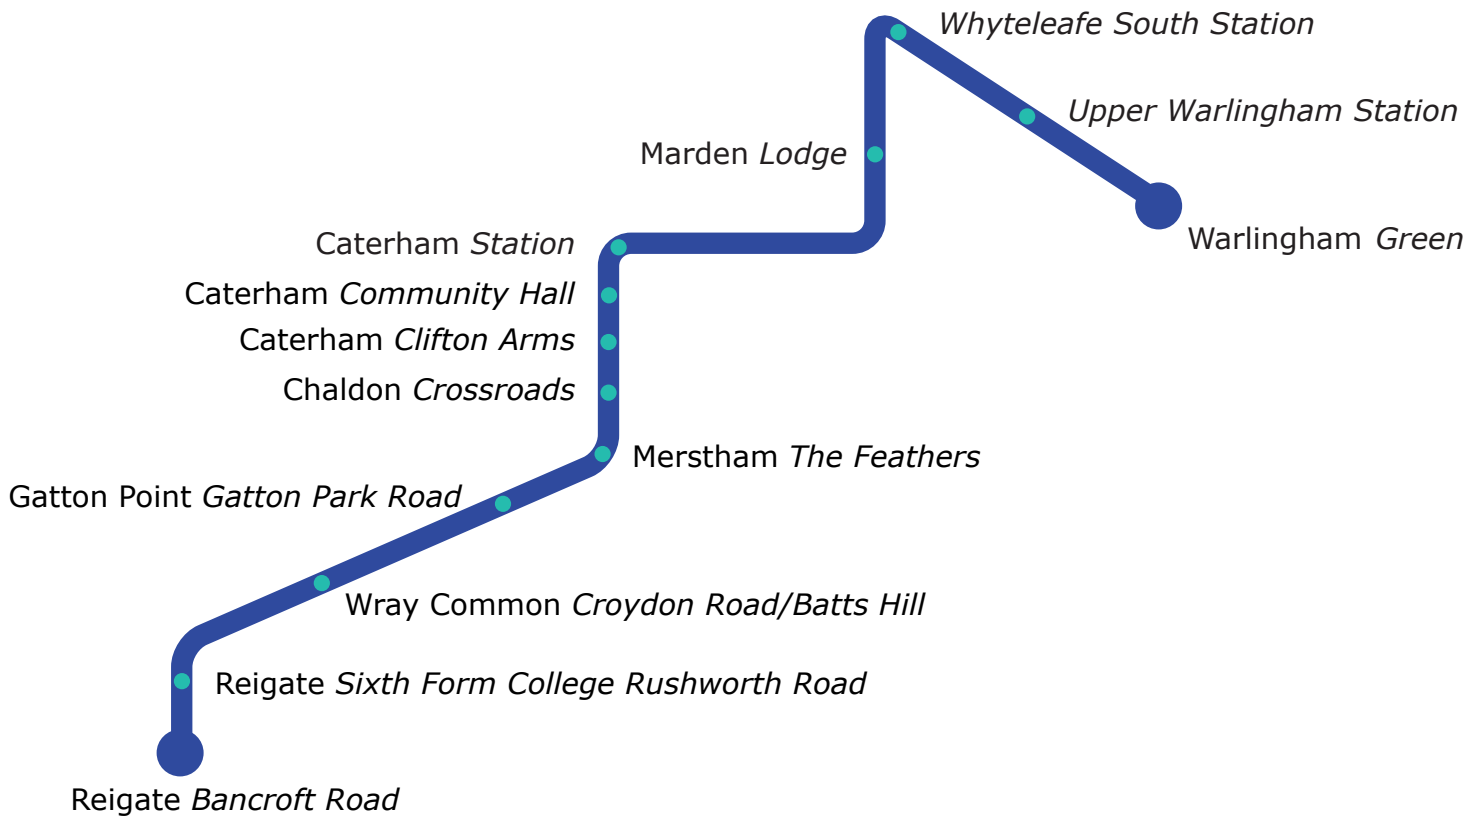 Whyteleafe South Station
Upper Warlingham Station
Marden Lodge
Warlingham Green
Caterham Station
Caterham Community Hall
Caterham Clifton Arms
Chaldon Crossroads
Merstham The Feathers
Gatton Point Gatton Park Road
Wray Common Croydon Road/Batts Hill
Reigate Sixth Form College Rushworth Road
Reigate Bancroft Road